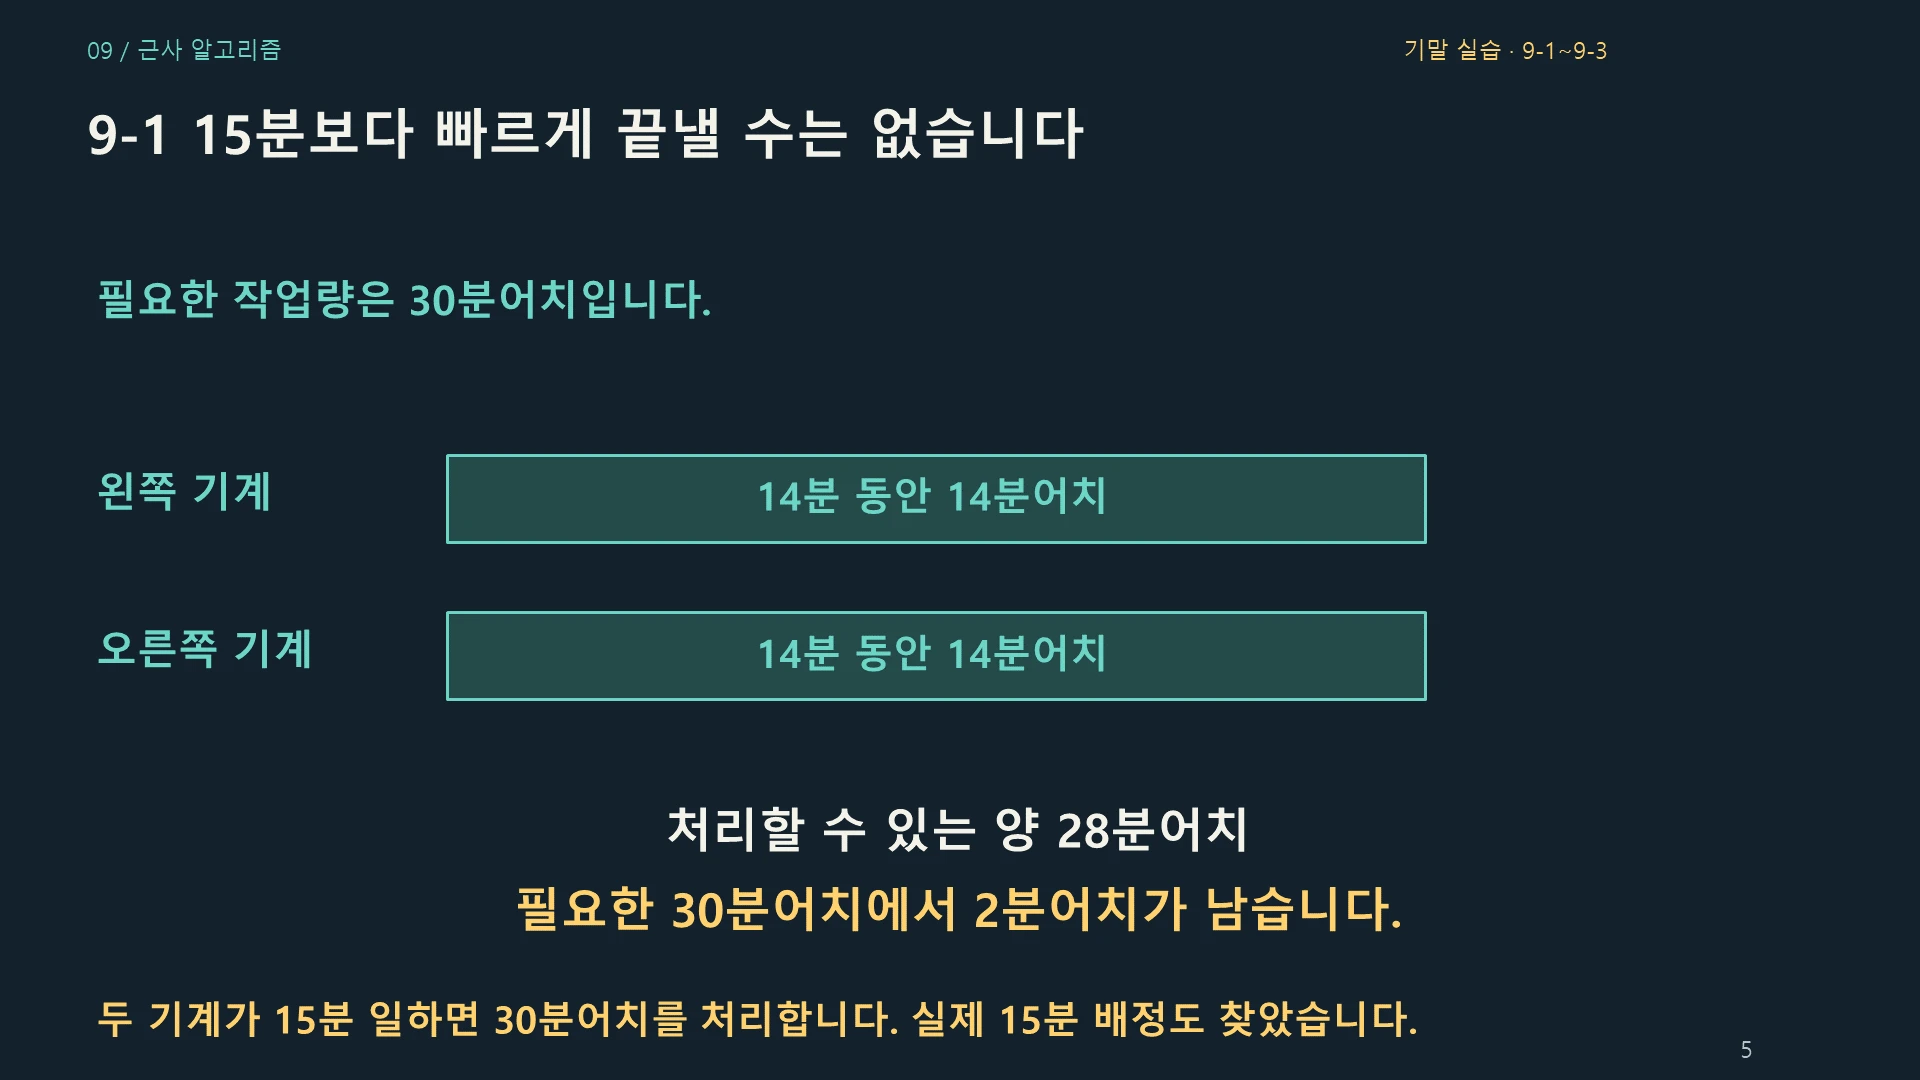 09 / 근사 알고리즘
기말 실습 · 9-1~9-3
9-1 15분보다 빠르게 끝낼 수는 없습니다
필요한 작업량은 30분어치입니다.
왼쪽 기계
14분 동안 14분어치
오른쪽 기계
14분 동안 14분어치
처리할 수 있는 양 28분어치
필요한 30분어치에서 2분어치가 남습니다.
두 기계가 15분 일하면 30분어치를 처리합니다. 실제 15분 배정도 찾았습니다.
5